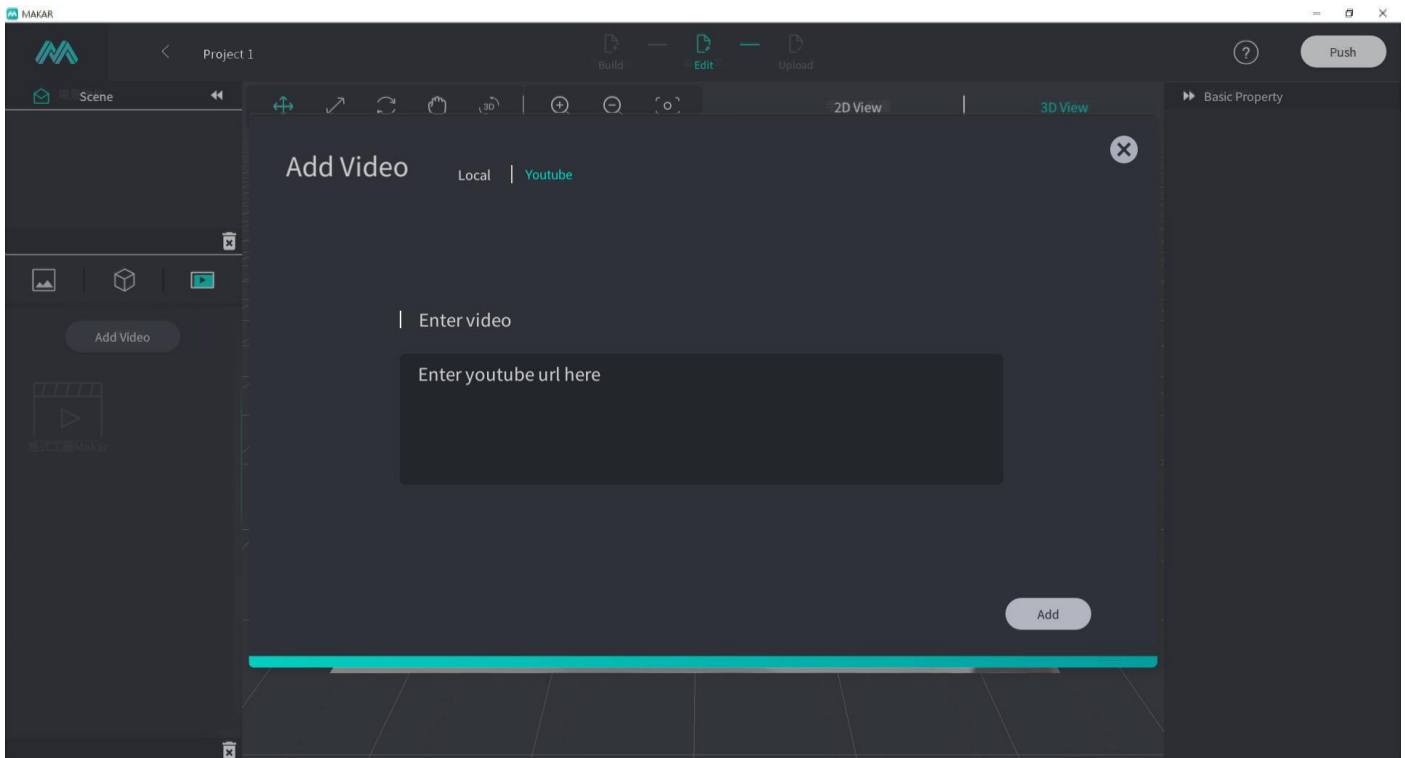 MAKAR
Project 1
Build
Edit
Upload
?
Push
Scene
3D
2D View
3D View
Basic Property
Add Video
Local
Youtube
Add Video
Enter video
Enter youtube url here
Add